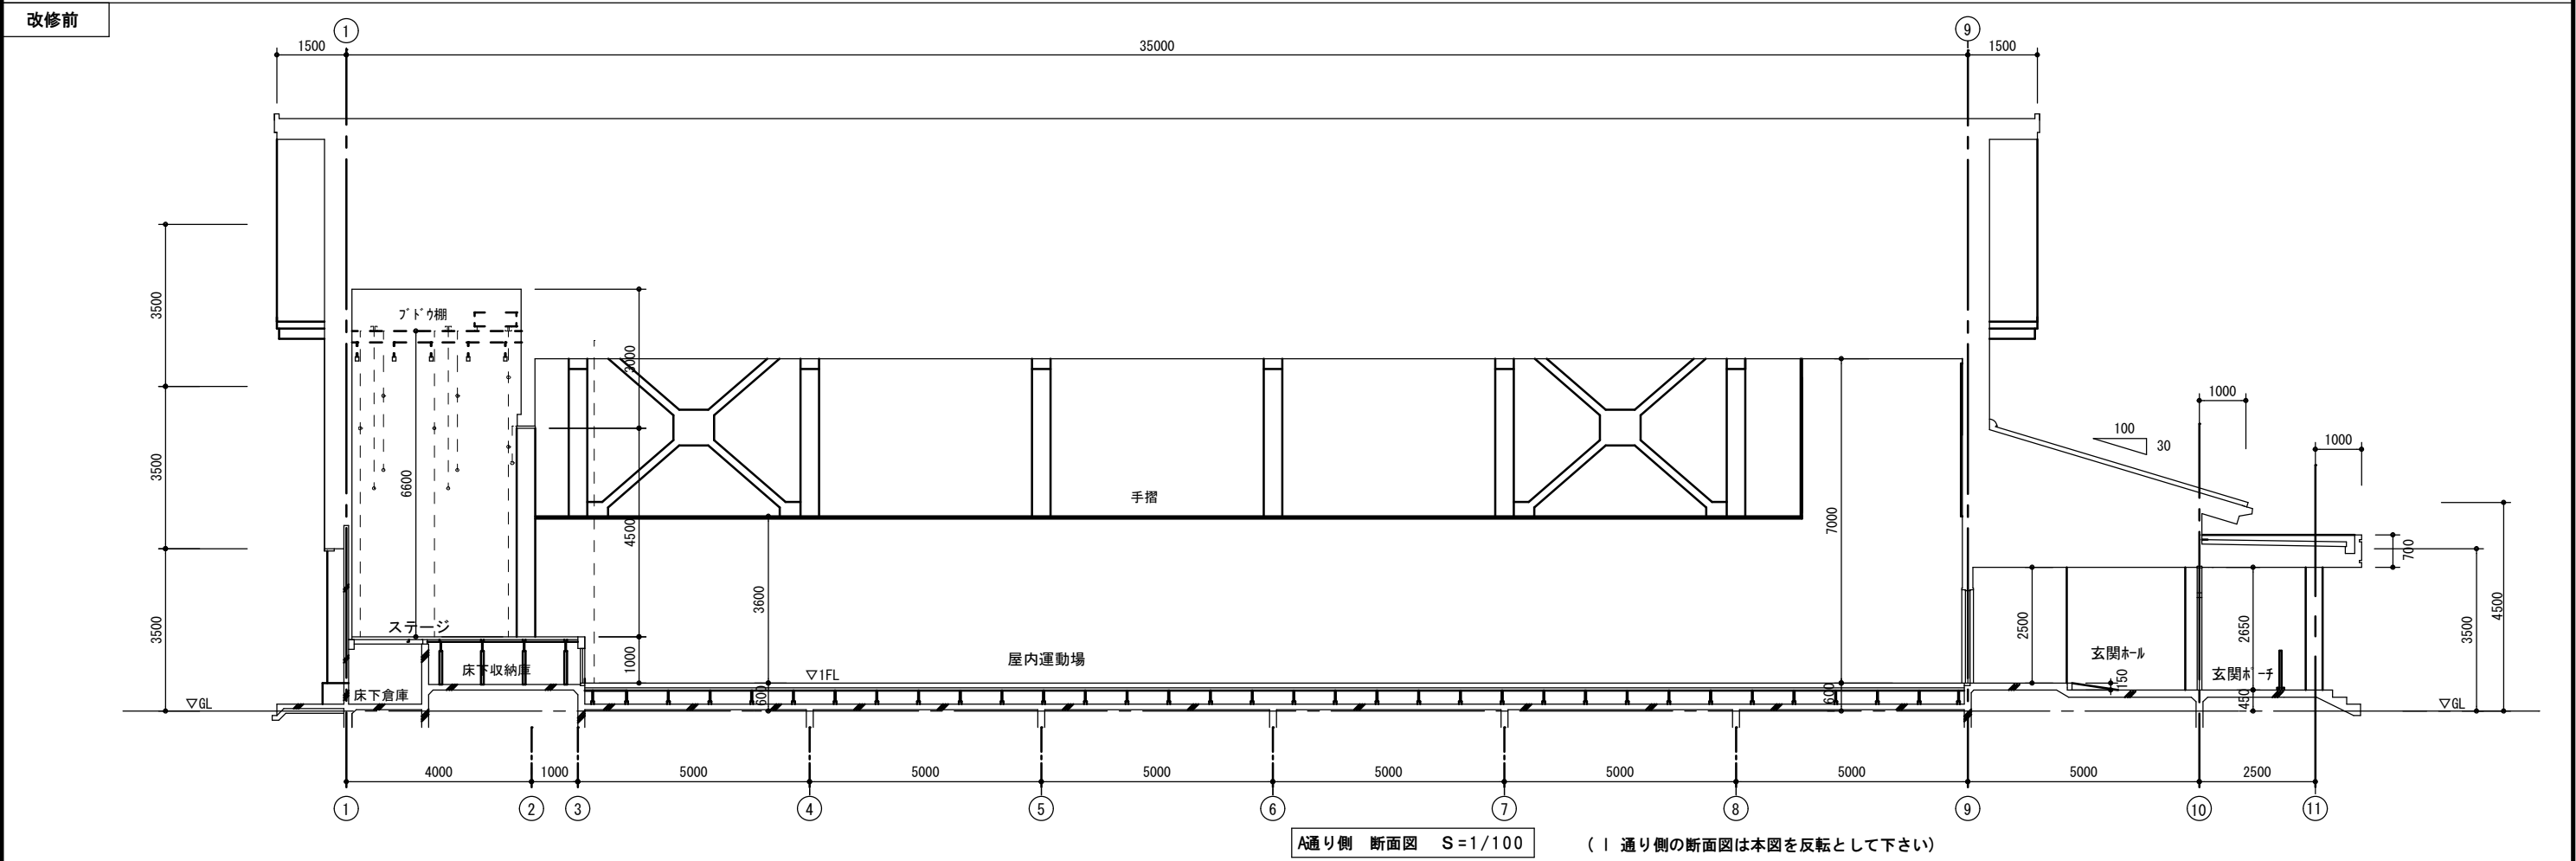 改修前
① ⑨
1500 35000 1500
3500
3500
3500
ブドウ棚
3000
6600
4500
1000
ステージ
床下収納庫
床下倉庫
▽GL
手摺
3600
600
▽1FL
屋内運動場
7000
600
1000
100
30
1000
700
2500
2650
3500
4500
玄関ホール
玄関ポーチ
150
450
▽GL
4000 1000 5000 5000 5000 5000 5000 5000 5000 2500
① ② ③ ④ ⑤ ⑥ ⑦ ⑧ ⑨ ⑩ ⑪
A通り側 断面図 S=1/100
(I 通り側の断面図は本図を反転として下さい)